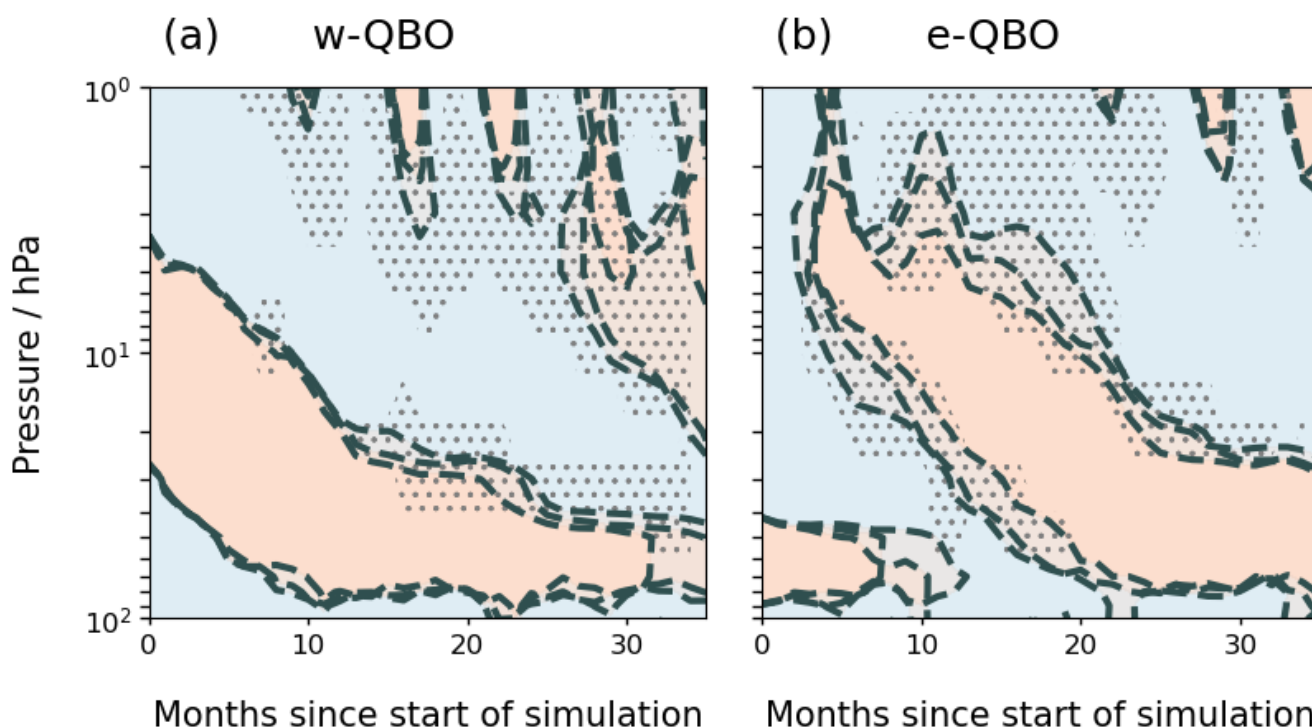 (a) w-QBO
(b) e-QBO
Pressure / hPa
10⁰
10¹
10²
0 10 20 30
0 10 20 30
Months since start of simulation
Months since start of simulation